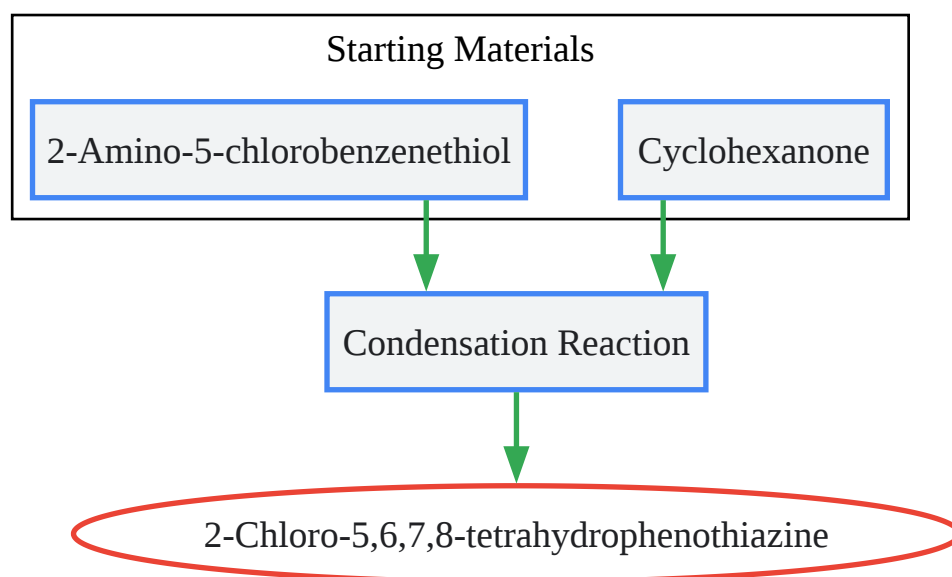 Starting Materials
2-Amino-5-chlorobenzenethiol
Cyclohexanone
Condensation Reaction
2-Chloro-5,6,7,8-tetrahydrophenothiazine